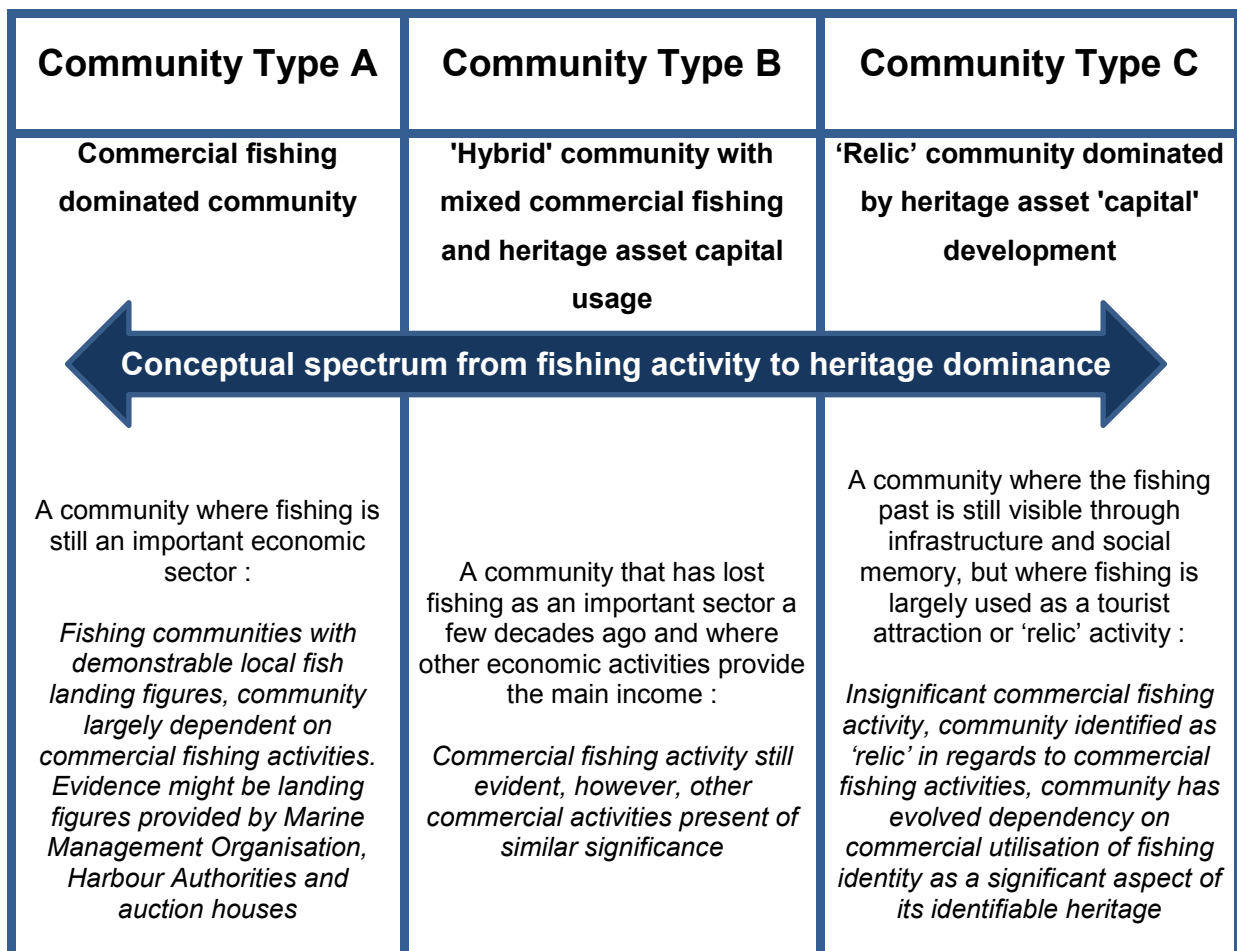 Community Type A
Community Type B
Community Type C
Commercial fishing
dominated community
'Hybrid' community with
mixed commercial fishing
and heritage asset capital
usage
‘Relic’ community dominated
by heritage asset 'capital'
development
Conceptual spectrum from fishing activity to heritage dominance
A community where fishing is
still an important economic
sector :
Fishing communities with
demonstrable local fish
landing figures, community
largely dependent on
commercial fishing activities.
Evidence might be landing
figures provided by Marine
Management Organisation,
Harbour Authorities and
auction houses
A community that has lost
fishing as an important sector a
few decades ago and where
other economic activities provide
the main income :
Commercial fishing activity still
evident, however, other
commercial activities present of
similar significance
A community where the fishing
past is still visible through
infrastructure and social
memory, but where fishing is
largely used as a tourist
attraction or ‘relic’ activity :
Insignificant commercial fishing
activity, community identified as
‘relic’ in regards to commercial
fishing activities, community has
evolved dependency on
commercial utilisation of fishing
identity as a significant aspect of
its identifiable heritage